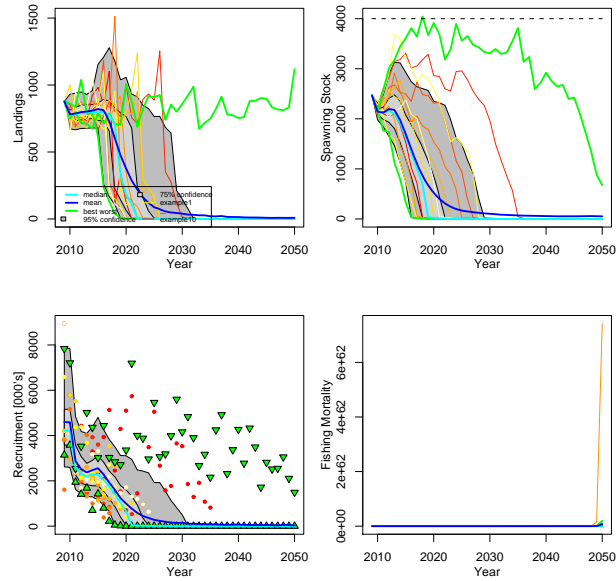 1500
1000
500
0
Landings
2010 2020 2030 2040 2050
Year
median
mean
best worst
95% confidence
75% confidence
example1
example10
4000
3000
2000
1000
0
Spawning Stock
2010 2020 2030 2040 2050
Year
8000
6000
4000
2000
0
Recruitment [000's]
2010 2020 2030 2040 2050
Year
6e+62
4e+62
2e+62
0e+00
Fishing Mortality
2010 2020 2030 2040 2050
Year